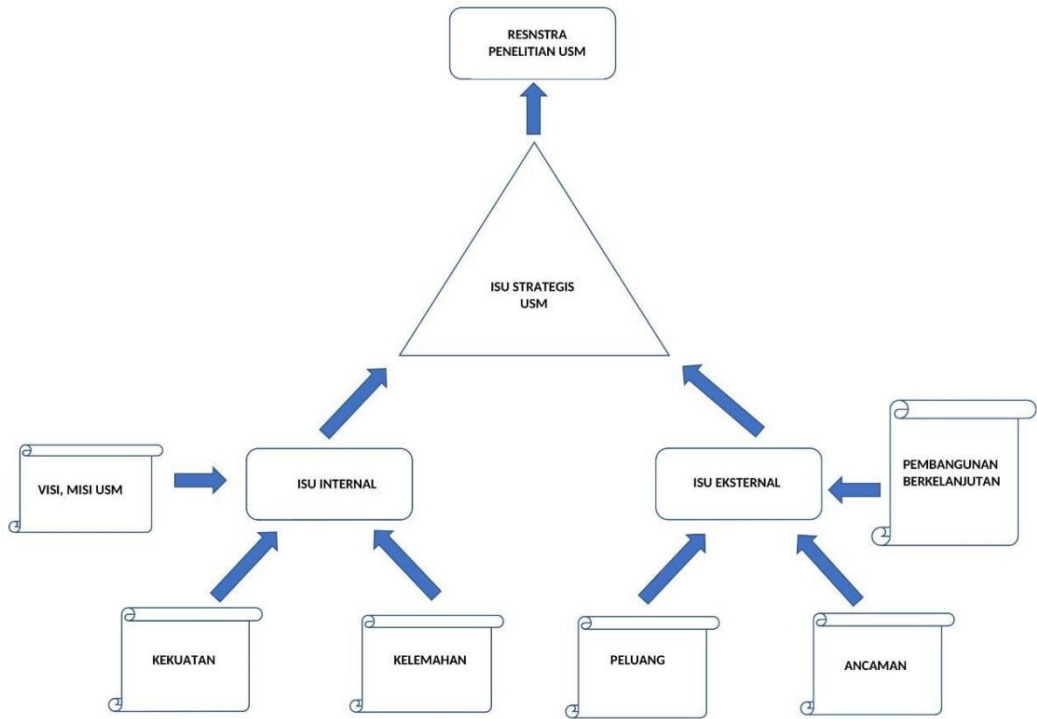 RESNSTRA
PENELITIAN USM
ISU STRATEGIS
USM
VISI, MISI USM
ISU INTERNAL
ISU EKSTERNAL
PEMBANGUNAN
BERKELANJUTAN
KEKUATAN
KELEMAHAN
PELUANG
ANCAMAN